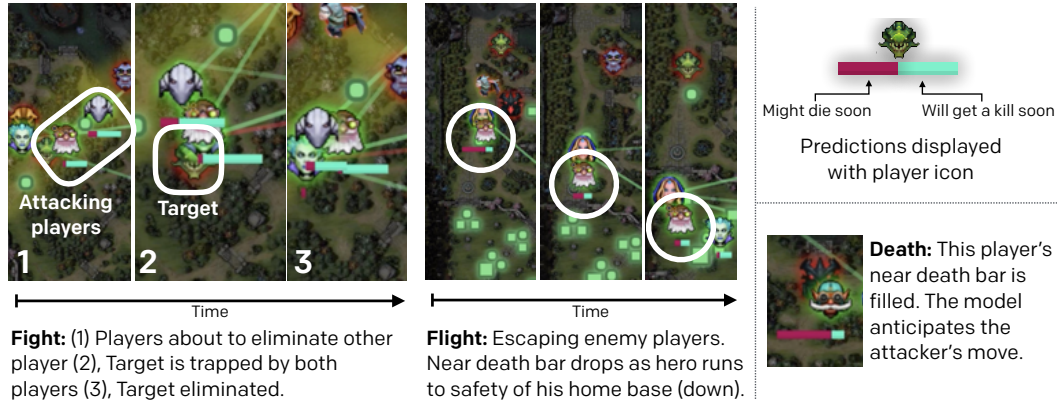 Attacking
players
Target
1
2
3
Time
Fight: (1) Players about to eliminate other
player (2), Target is trapped by both
players (3), Target eliminated.
Time
Flight: Escaping enemy players.
Near death bar drops as hero runs
to safety of his home base (down).
Might die soon
Will get a kill soon
Predictions displayed
with player icon
Death: This player's
near death bar is
filled. The model
anticipates the
attacker's move.